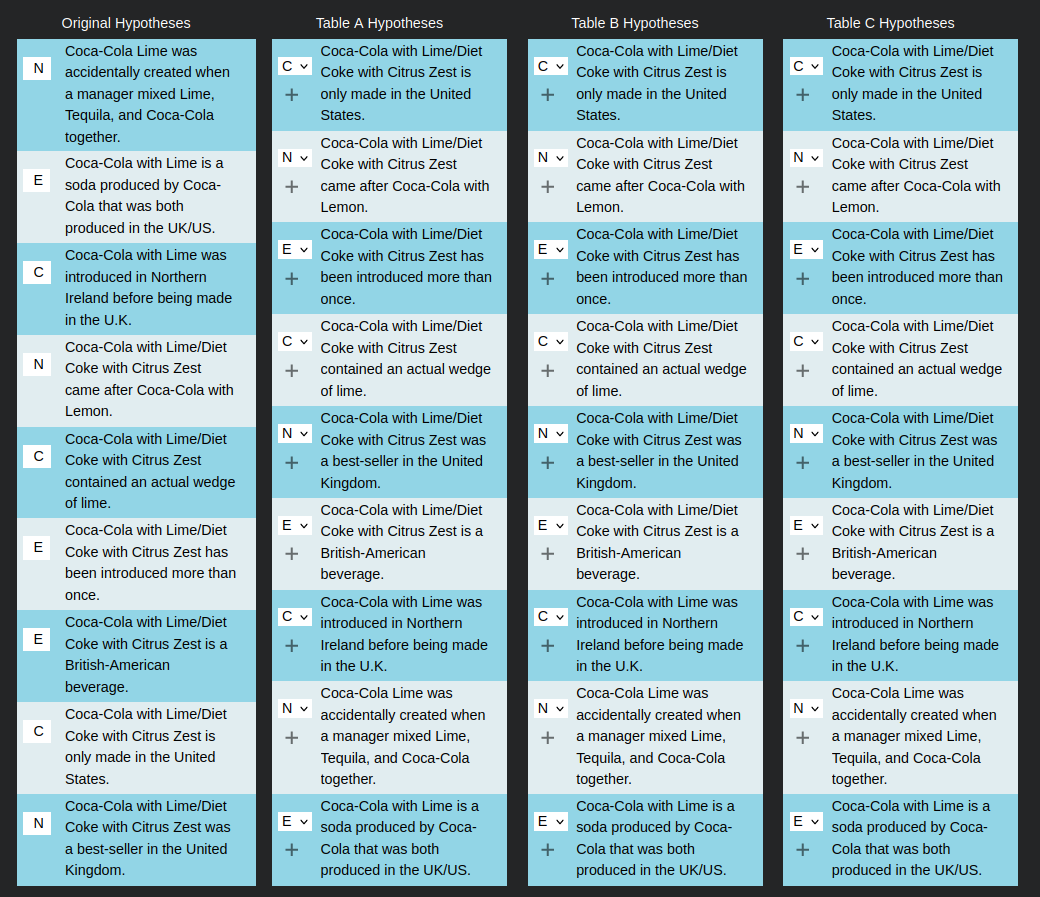 Original Hypotheses
N
Coca-Cola Lime was
accidentally created when
a manager mixed Lime,
Tequila, and Coca-Cola
together.
E
Coca-Cola with Lime is a
soda produced by Coca-
Cola that was both
produced in the UK/US.
C
Coca-Cola with Lime was
introduced in Northern
Ireland before being made
in the U.K.
N
Coca-Cola with Lime/Diet
Coke with Citrus Zest
came after Coca-Cola with
Lemon.
C
Coca-Cola with Lime/Diet
Coke with Citrus Zest
contained an actual wedge
of lime.
E
Coca-Cola with Lime/Diet
Coke with Citrus Zest has
been introduced more than
once.
E
Coca-Cola with Lime/Diet
Coke with Citrus Zest is a
British-American
beverage.
C
Coca-Cola with Lime/Diet
Coke with Citrus Zest is
only made in the United
States.
N
Coca-Cola with Lime/Diet
Coke with Citrus Zest was
a best-seller in the United
Kingdom.
Table A Hypotheses
C
Coca-Cola with Lime/Diet
Coke with Citrus Zest is
only made in the United
States.
N
Coca-Cola with Lime/Diet
Coke with Citrus Zest
came after Coca-Cola with
Lemon.
E
Coca-Cola with Lime/Diet
Coke with Citrus Zest has
been introduced more than
once.
C
Coca-Cola with Lime/Diet
Coke with Citrus Zest
contained an actual wedge
of lime.
N
Coca-Cola with Lime/Diet
Coke with Citrus Zest was
a best-seller in the United
Kingdom.
E
Coca-Cola with Lime/Diet
Coke with Citrus Zest is a
British-American
beverage.
C
Coca-Cola with Lime was
introduced in Northern
Ireland before being made
in the U.K.
N
Coca-Cola Lime was
accidentally created when
a manager mixed Lime,
Tequila, and Coca-Cola
together.
E
Coca-Cola with Lime is a
soda produced by Coca-
Cola that was both
produced in the UK/US.
Table B Hypotheses
C
Coca-Cola with Lime/Diet
Coke with Citrus Zest is
only made in the United
States.
N
Coca-Cola with Lime/Diet
Coke with Citrus Zest
came after Coca-Cola with
Lemon.
E
Coca-Cola with Lime/Diet
Coke with Citrus Zest has
been introduced more than
once.
C
Coca-Cola with Lime/Diet
Coke with Citrus Zest
contained an actual wedge
of lime.
N
Coca-Cola with Lime/Diet
Coke with Citrus Zest was
a best-seller in the United
Kingdom.
E
Coca-Cola with Lime/Diet
Coke with Citrus Zest is a
British-American
beverage.
C
Coca-Cola with Lime was
introduced in Northern
Ireland before being made
in the U.K.
N
Coca-Cola Lime was
accidentally created when
a manager mixed Lime,
Tequila, and Coca-Cola
together.
E
Coca-Cola with Lime is a
soda produced by Coca-
Cola that was both
produced in the UK/US.
Table C Hypotheses
C
Coca-Cola with Lime/Diet
Coke with Citrus Zest is
only made in the United
States.
N
Coca-Cola with Lime/Diet
Coke with Citrus Zest
came after Coca-Cola with
Lemon.
E
Coca-Cola with Lime/Diet
Coke with Citrus Zest has
been introduced more than
once.
C
Coca-Cola with Lime/Diet
Coke with Citrus Zest
contained an actual wedge
of lime.
N
Coca-Cola with Lime/Diet
Coke with Citrus Zest was
a best-seller in the United
Kingdom.
E
Coca-Cola with Lime/Diet
Coke with Citrus Zest is a
British-American
beverage.
C
Coca-Cola with Lime was
introduced in Northern
Ireland before being made
in the U.K.
N
Coca-Cola Lime was
accidentally created when
a manager mixed Lime,
Tequila, and Coca-Cola
together.
E
Coca-Cola with Lime is a
soda produced by Coca-
Cola that was both
produced in the UK/US.